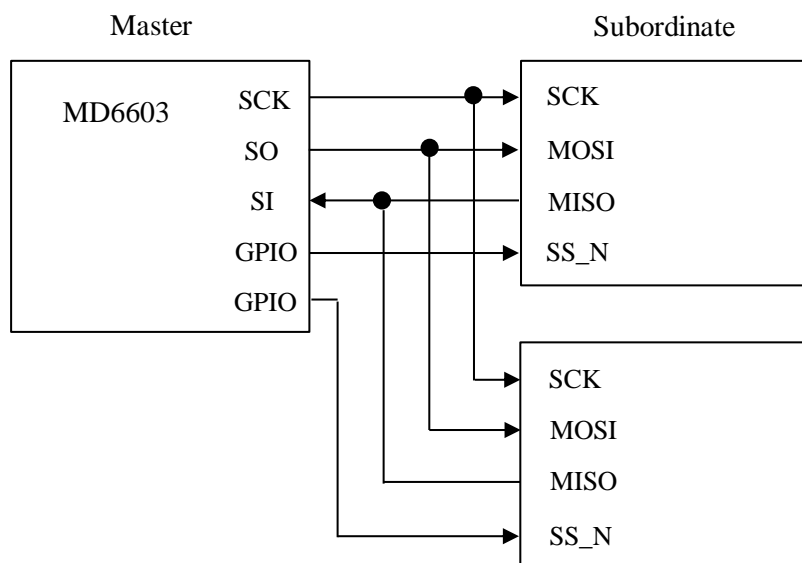 Master
MD6603
SCK
SO
SI
GPIO
GPIO
Subordinate
SCK
MOSI
MISO
SS_N
SCK
MOSI
MISO
SS_N